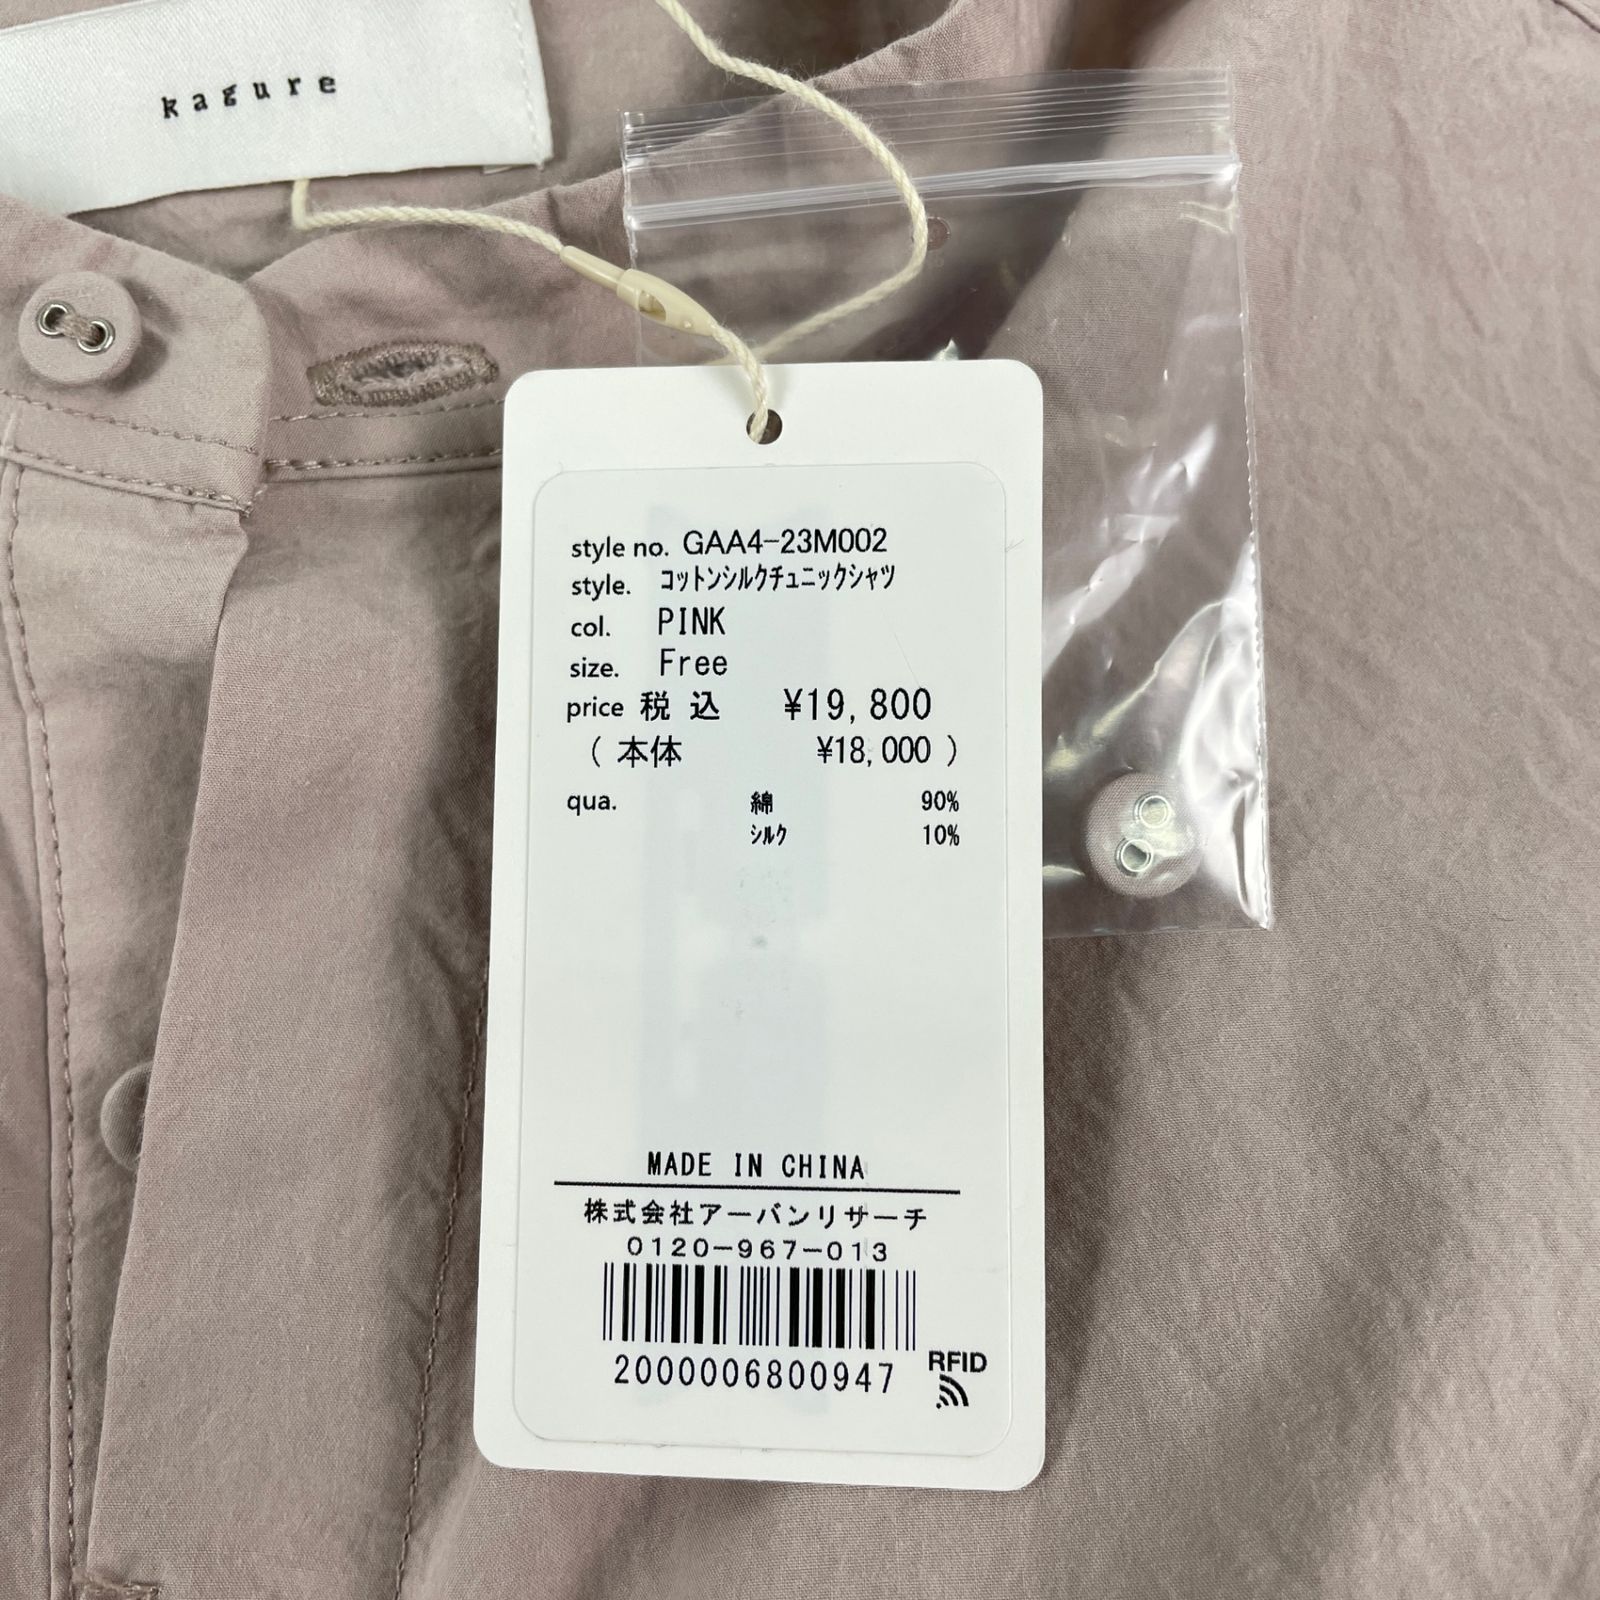 kagure
style no. GAA4-23M002
style. コットンシルクチュニックシャツ
col. PINK
size. Free
price 税 込 ¥19,800
( 本体 ¥18,000 )
qua. 綿 90%
シルク 10%
MADE IN CHINA
株式会社アーバンリサーチ
0120-967-013
2000006800947
RFID